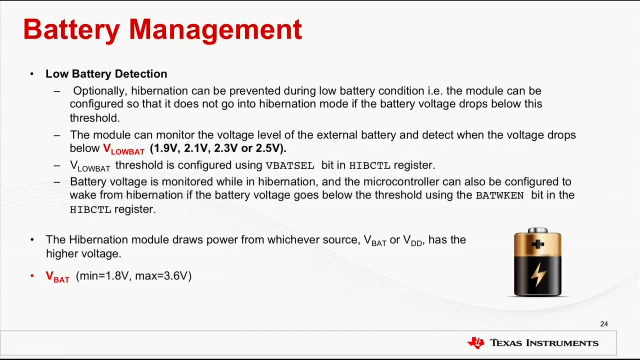 Battery Management
• Low Battery Detection
– Optionally, hibernation can be prevented during low battery condition i.e. the module can be
configured so that it does not go into hibernation mode if the battery voltage drops below this
threshold.
– The module can monitor the voltage level of the external battery and detect when the voltage drops
below VLOWBAT (1.9V, 2.1V, 2.3V or 2.5V).
– VLOWBAT threshold is configured using VBATSEL bit in HIBCTL register.
– Battery voltage is monitored while in hibernation, and the microcontroller can also be configured to
wake from hibernation if the battery voltage goes below the threshold using the BATWKEN bit in the
HIBCTL register.
• The Hibernation module draws power from whichever source, VBAT or VDD, has the
higher voltage.
• VBAT (min=1.8V, max=3.6V)
24
TEXAS INSTRUMENTS